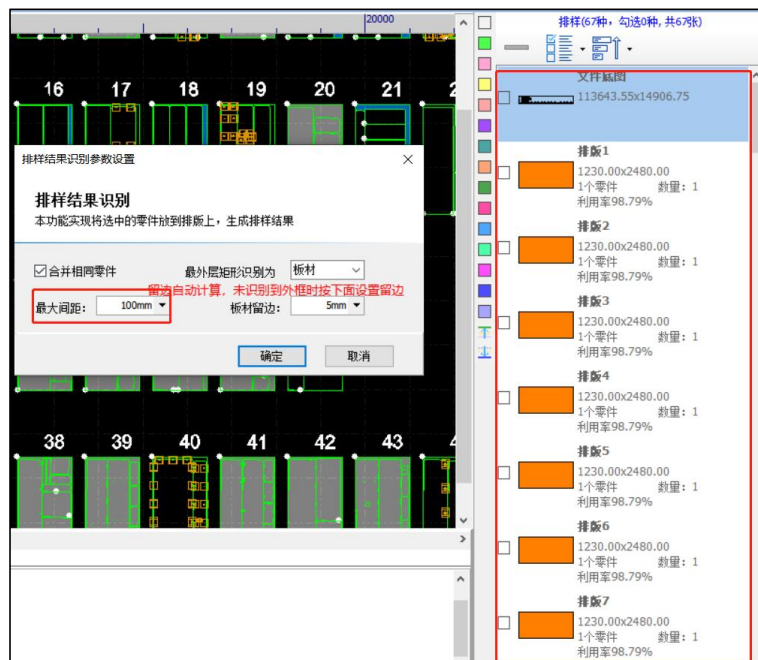 20000
16 17 18 19 20 21
排样结果识别参数设置
排样结果识别
本功能实现将选中的零件放到排版上，生成排样结果
合并相同零件 最外层矩形识别为 板材
留边自动计算，未识别到外框时按下面设置留边
最大间距： 100mm 板材留边： 5mm
确定 取消
38 39 40 41 42 43
排样(67种，勾选0种, 共67张)
文件底图
113643.55x14906.75
排版1
1230.00x2480.00
1个零件 数量: 1
利用率98.79%
排版2
1230.00x2480.00
1个零件 数量: 1
利用率98.79%
排版3
1230.00x2480.00
1个零件 数量: 1
利用率98.79%
排版4
1230.00x2480.00
1个零件 数量: 1
利用率98.79%
排版5
1230.00x2480.00
1个零件 数量: 1
利用率98.79%
排版6
1230.00x2480.00
1个零件 数量: 1
利用率98.79%
排版7
1230.00x2480.00
1个零件 数量: 1
利用率98.79%